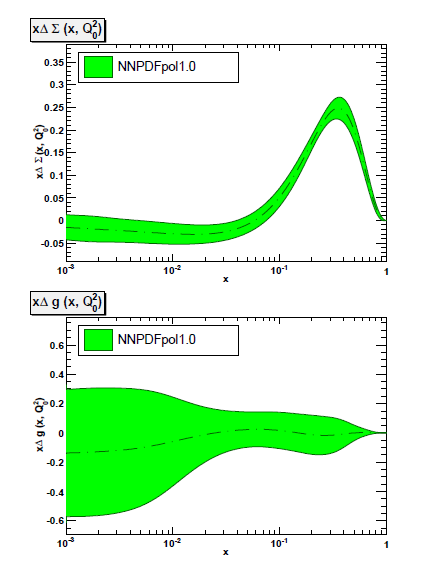 xΔ Σ (x, Q₀²)
NNPDFpol1.0
xΔ Σ (x, Q₀²)
0.35
0.3
0.25
0.2
0.15
0.1
0.05
0
-0.05
10⁻³ 10⁻² 10⁻¹ 1
x
xΔ g (x, Q₀²)
NNPDFpol1.0
xΔ g (x, Q₀²)
0.6
0.4
0.2
0
-0.2
-0.4
-0.6
10⁻³ 10⁻² 10⁻¹ 1
x